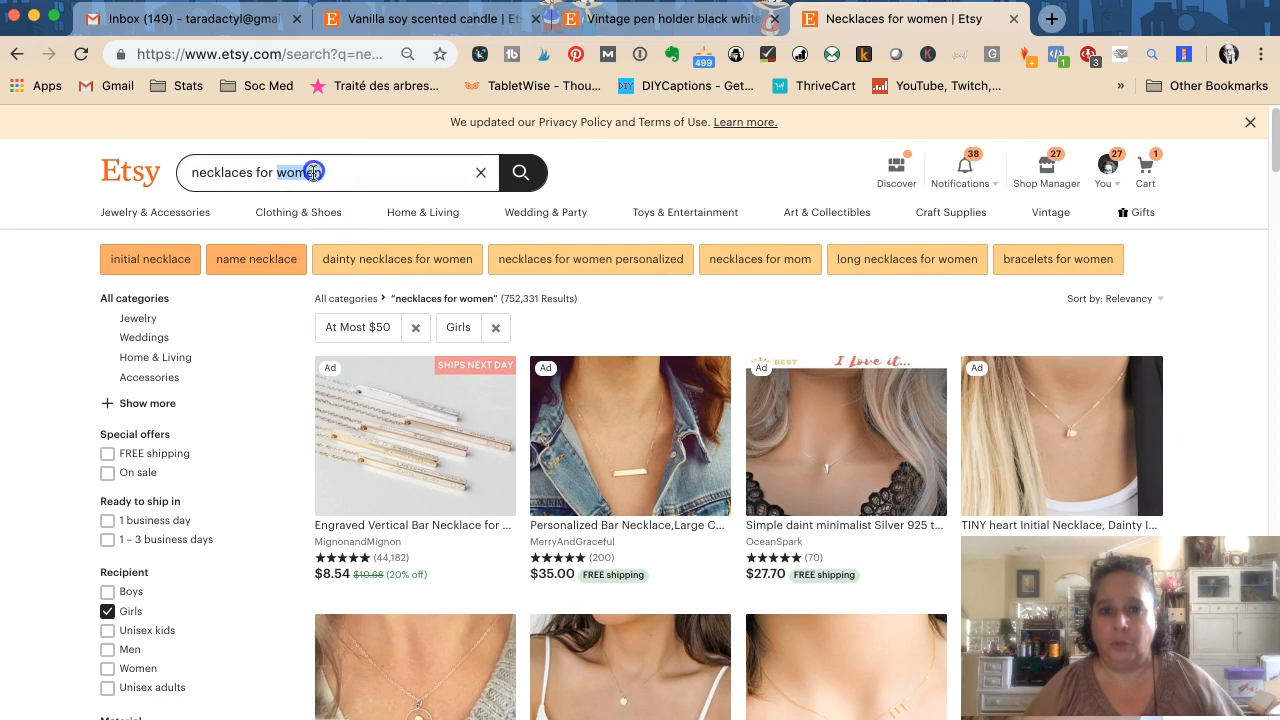 Inbox (149) - taradactyl@gmai
Vanilla soy scented candle | Ets
Vintage pen holder black white
Necklaces for women | Etsy
https://www.etsy.com/search?q=ne...
499
1
3
Apps
Gmail
Stats
Soc Med
Traité des arbres...
TabletWise - Thou...
DIYCaptions - Get...
ThriveCart
YouTube, Twitch,...
»
Other Bookmarks
We updated our Privacy Policy and Terms of Use. Learn more.
Etsy
necklaces for women
38
27
27
1
Discover
Notifications
Shop Manager
You
Cart
Jewelry & Accessories
Clothing & Shoes
Home & Living
Wedding & Party
Toys & Entertainment
Art & Collectibles
Craft Supplies
Vintage
Gifts
initial necklace
name necklace
dainty necklaces for women
necklaces for women personalized
necklaces for mom
long necklaces for women
bracelets for women
All categories
Jewelry
Weddings
Home & Living
Accessories
Show more
Special offers
FREE shipping
On sale
Ready to ship in
1 business day
1 – 3 business days
Recipient
Boys
Girls
Unisex kids
Men
Women
Unisex adults
All categories > “necklaces for women” (752,331 Results)
Sort by: Relevancy
At Most $50
Girls
Ad
SHIPS NEXT DAY
Engraved Vertical Bar Necklace for ...
MignonandMignon
(44,182)
$8.54 $10.68 (20% off)
Ad
Personalized Bar Necklace,Large C...
MerryAndGraceful
(200)
$35.00 FREE shipping
BEST
I Love it...
Ad
Simple daint minimalist Silver 925 t...
OceanSpark
(70)
$27.70 FREE shipping
Ad
TINY heart Initial Necklace, Dainty I...